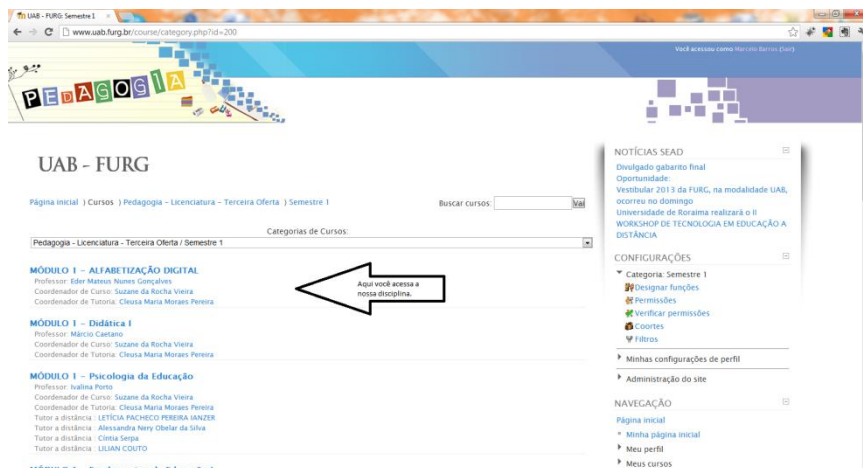 UAB - FURG: Semestre 1
www.uab.furg.br/course/category.php?id=200
Você acessou como Marcelo Barros (Sair)
PEDAGOGIA
UAB - FURG
Página inicial ) Cursos ) Pedagogia - Licenciatura - Terceira Oferta ) Semestre 1
Buscar cursos: Vai
Categorias de Cursos:
Pedagogia - Licenciatura - Terceira Oferta / Semestre 1
MÓDULO 1 - ALFABETIZAÇÃO DIGITAL
Professor: Eder Mateus Nunes Gonçalves
Coordenador de Curso: Suzane da Rocha Vieira
Coordenador de Tutoria: Cleusa Maria Moraes Pereira
Aqui você acessa a
nossa disciplina.
MÓDULO 1 - Didática I
Professor: Márcio Caetano
Coordenador de Curso: Suzane da Rocha Vieira
Coordenador de Tutoria: Cleusa Maria Moraes Pereira
MÓDULO 1 - Psicologia da Educação
Professor: Ivalina Porto
Coordenador de Curso: Suzane da Rocha Vieira
Coordenador de Tutoria: Cleusa Maria Moraes Pereira
Tutor a distância : LETÍCIA PACHECO PEREIRA IANZER
Tutor a distância : Alessandra Nery Obelar da Silva
Tutor a distância : Cíntia Serpa
Tutor a distância : LILIAN COUTO
NOTÍCIAS SEAD
Divulgado gabarito final
Oportunidade:
Vestibular 2013 da FURG, na modalidade UAB,
ocorreu no domingo
Universidade de Roraima realizará o II
WORKSHOP DE TECNOLOGIA EM EDUCAÇÃO A
DISTÂNCIA
CONFIGURAÇÕES
Categoria: Semestre 1
Designar funções
Permissões
Verificar permissões
Coortes
Filtros
Minhas configurações de perfil
Administração do site
NAVEGAÇÃO
Página inicial
Minha página inicial
Meu perfil
Meus cursos